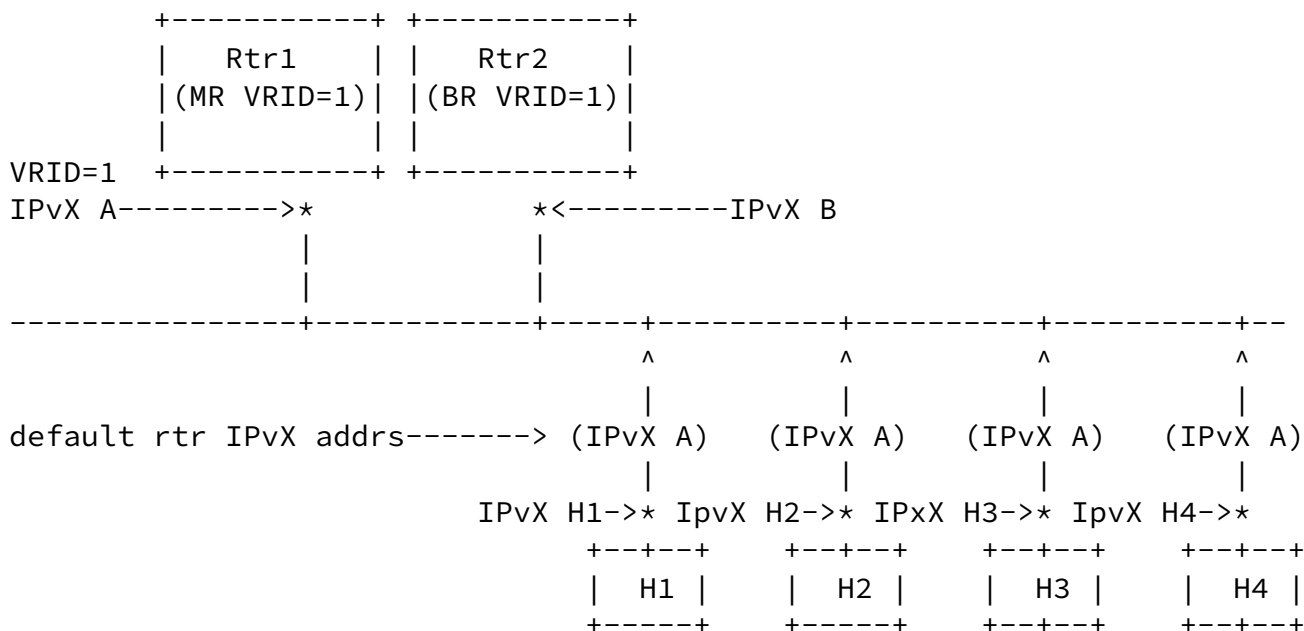 Rtr1 Rtr2
(MR VRID=1) (BR VRID=1)
VRID=1
IPvX A--------->* *<---------IPvX B
default rtr IPvX addrs-------> (IPvX A) (IPvX A) (IPvX A) (IPvX A)
IPvX H1->* IpvX H2->* IPxX H3->* IpvX H4->*
H1 H2 H3 H4